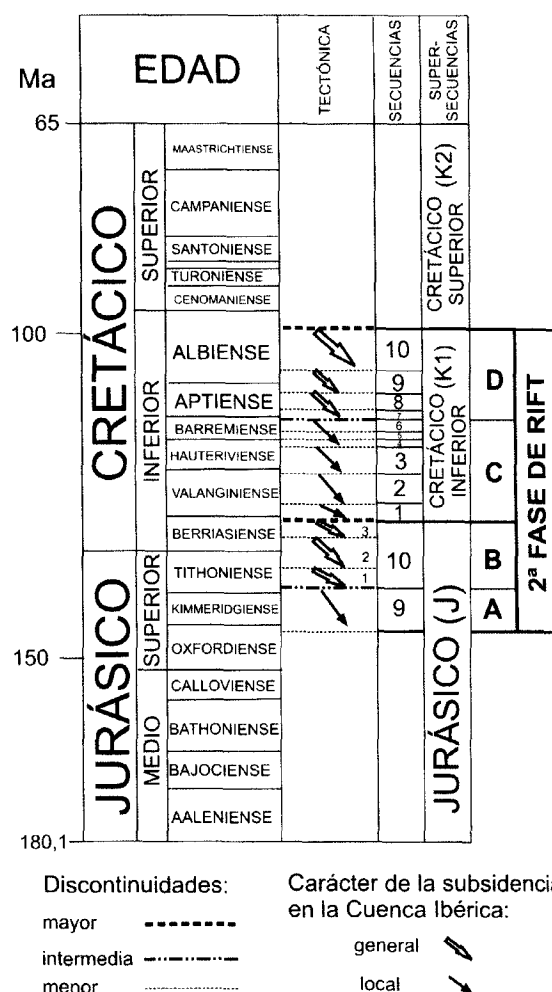 Ma
EDAD
TECTÓNICA
SECUENCIAS
SUPER-
SECUENCIAS
65
100
150
180,1
CRETÁCICO
SUPERIOR
MAASTRICHTIENSE
CAMPANIENSE
SANTONIENSE
TURONIENSE
CENOMANIENSE
INFERIOR
ALBIENSE
APTIENSE
BARREMIENSE
HAUTERIVIENSE
VALANGINIENSE
BERRIASIENSE
JURÁSICO
SUPERIOR
TITHONIENSE
KIMMERIDGIENSE
OXFORDIENSE
MEDIO
CALLOVIENSE
BATHONIENSE
BAJOCIENSE
AALENIENSE
3
2
1
10
9
8
7
6
5
4
3
2
1
10
9
CRETÁCICO
SUPERIOR (K2)
CRETÁCICO
INFERIOR (K1)
JURÁSICO (J)
D
C
B
A
2ª FASE DE RIFT
Discontinuidades:
mayor
intermedia
menor
Carácter de la subsidencia
en la Cuenca Ibérica:
general
local